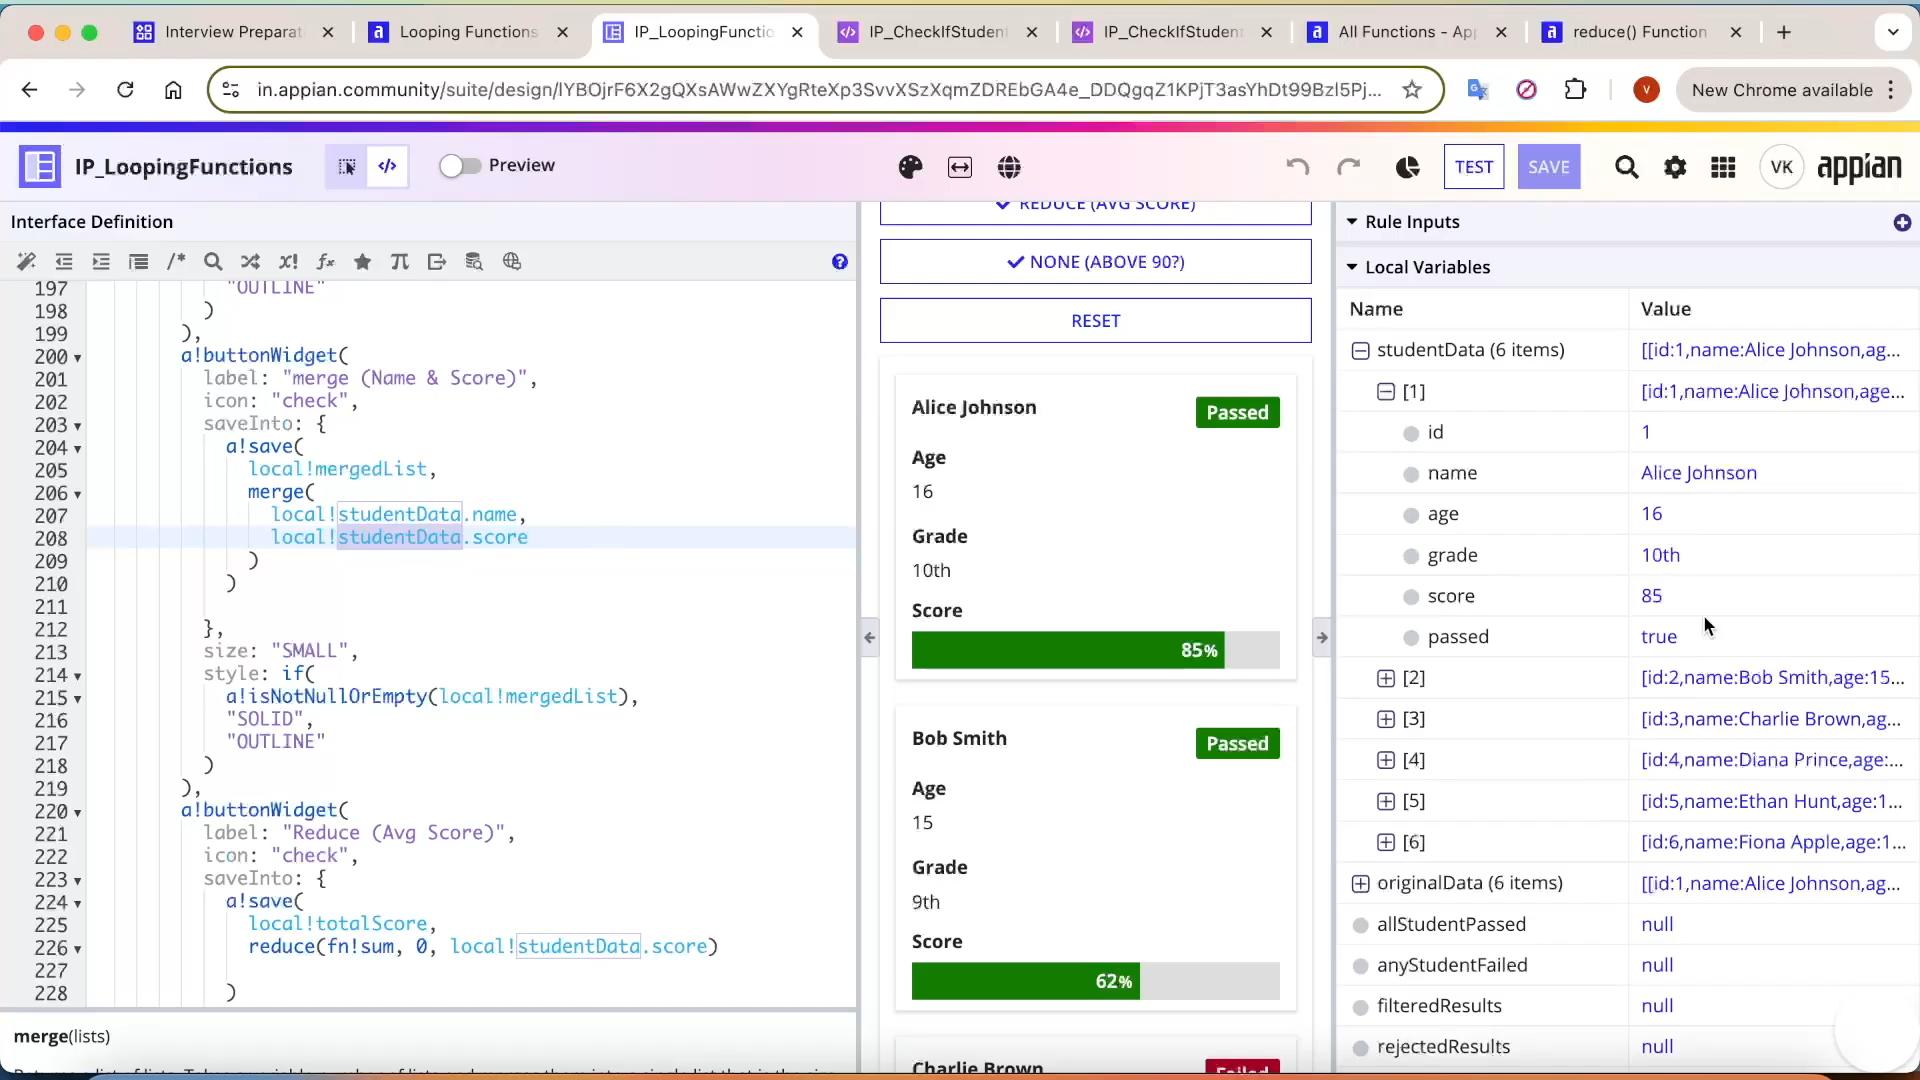 Interview Preparat
Looping Functions
IP_LoopingFunctio
IP_CheckIfStuden
IP_CheckIfStuden
All Functions - App
reduce() Function
in.appian.community/suite/design/lYBOjrF6X2gQXsAWwZXYgRteXp3SvvXSzXqmZDREbGA4e_DDQgqZ1KPjT3asYhDt99BzI5Pj...
V
New Chrome available
IP_LoopingFunctions
Preview
TEST
SAVE
VK
appian
Interface Definition
197 "OUTLINE"
198 )
199 ),
200 a!buttonWidget(
201 label: "merge (Name & Score)",
202 icon: "check",
203 saveInto: {
204 a!save(
205 local!mergedList,
206 merge(
207 local!studentData.name,
208 local!studentData.score
209 )
210 )
211
212 },
213 size: "SMALL",
214 style: if(
215 a!isNotNullOrEmpty(local!mergedList),
216 "SOLID",
217 "OUTLINE"
218 )
219 ),
220 a!buttonWidget(
221 label: "Reduce (Avg Score)",
222 icon: "check",
223 saveInto: {
224 a!save(
225 local!totalScore,
226 reduce(fn!sum, 0, local!studentData.score)
227
228 )
merge(lists)
REDUCE (AVG SCORE)
NONE (ABOVE 90?)
RESET
Alice Johnson
Passed
Age
16
Grade
10th
Score
85%
Bob Smith
Passed
Age
15
Grade
9th
Score
62%
Charlie Brown
Failed
Rule Inputs
Local Variables
Name Value
studentData (6 items) [[id:1,name:Alice Johnson,ag...
[1] [id:1,name:Alice Johnson,age...
id 1
name Alice Johnson
age 16
grade 10th
score 85
passed true
[2] [id:2,name:Bob Smith,age:15...
[3] [id:3,name:Charlie Brown,ag...
[4] [id:4,name:Diana Prince,age:...
[5] [id:5,name:Ethan Hunt,age:1...
[6] [id:6,name:Fiona Apple,age:1...
originalData (6 items) [[id:1,name:Alice Johnson,ag...
allStudentPassed null
anyStudentFailed null
filteredResults null
rejectedResults null